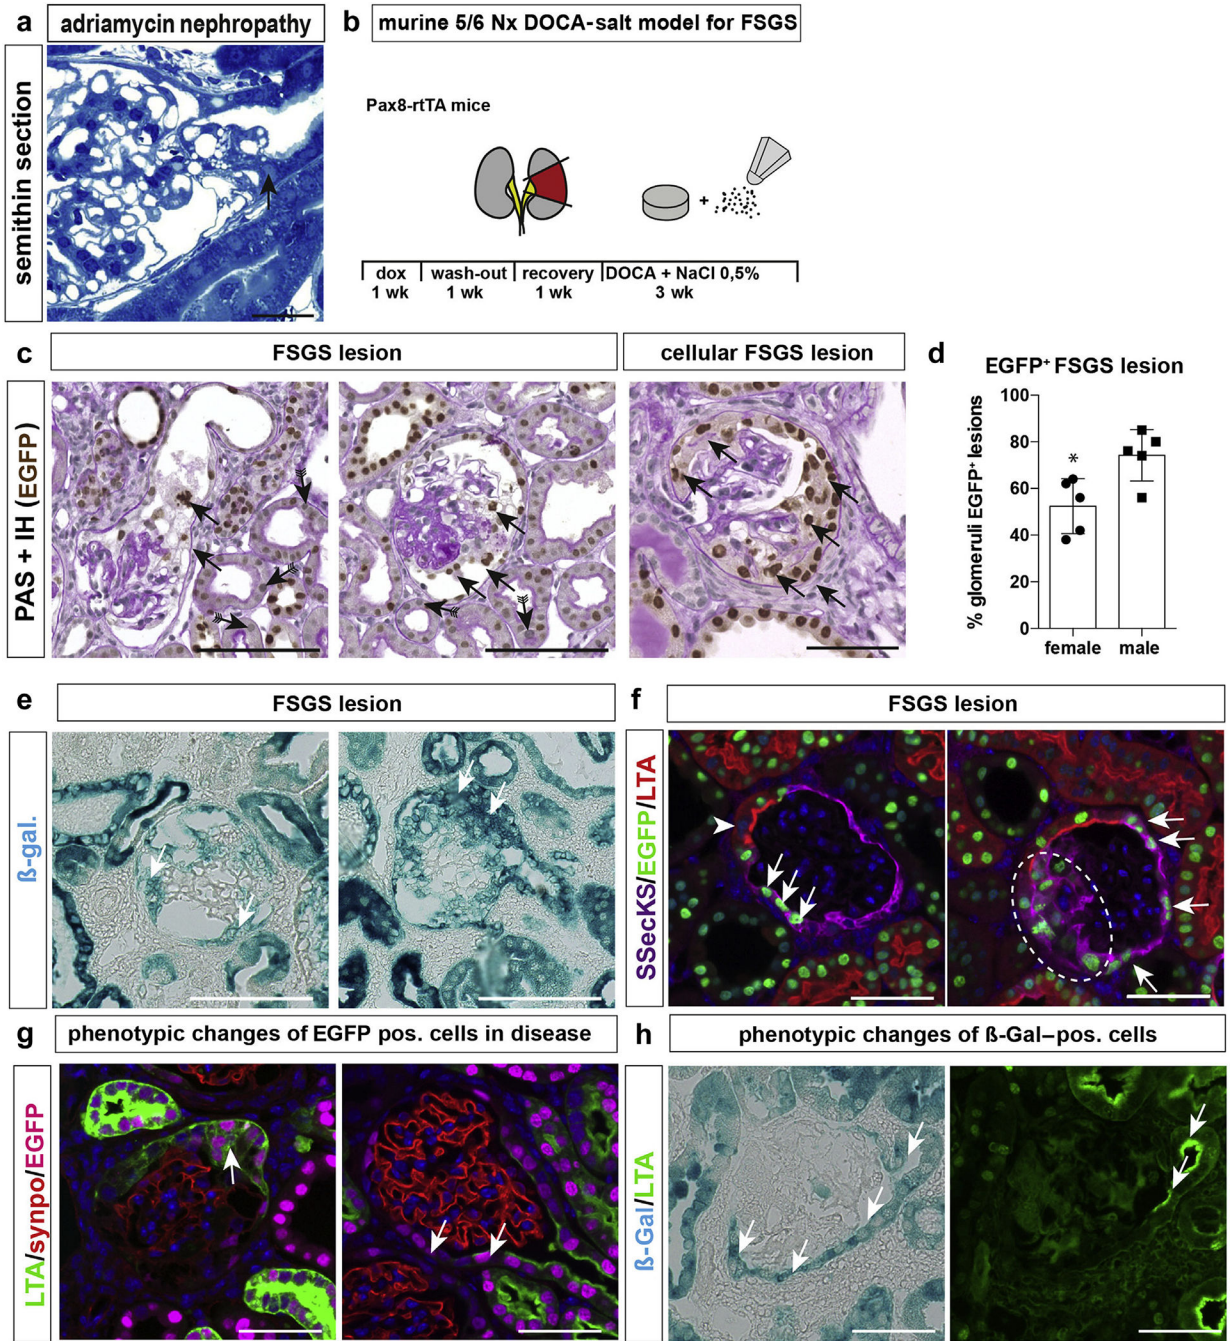 a
adriamycin nephropathy
semithin section
b
murine 5/6 Nx DOCA-salt model for FSGS
Pax8-rtTA mice
+
dox
wash-out
recovery
DOCA + NaCl 0,5%
1 wk
1 wk
1 wk
3 wk
c
FSGS lesion
cellular FSGS lesion
PAS + IH (EGFP)
d
EGFP⁺ FSGS lesion
% glomeruli EGFP⁺ lesions
100
80
60
40
20
0
*
female
male
e
FSGS lesion
ß-gal.
f
FSGS lesion
SSecKS/EGFP/LTA
g
phenotypic changes of EGFP pos. cells in disease
LTA/synpo/EGFP
h
phenotypic changes of ß-Gal–pos. cells
ß-Gal/LTA